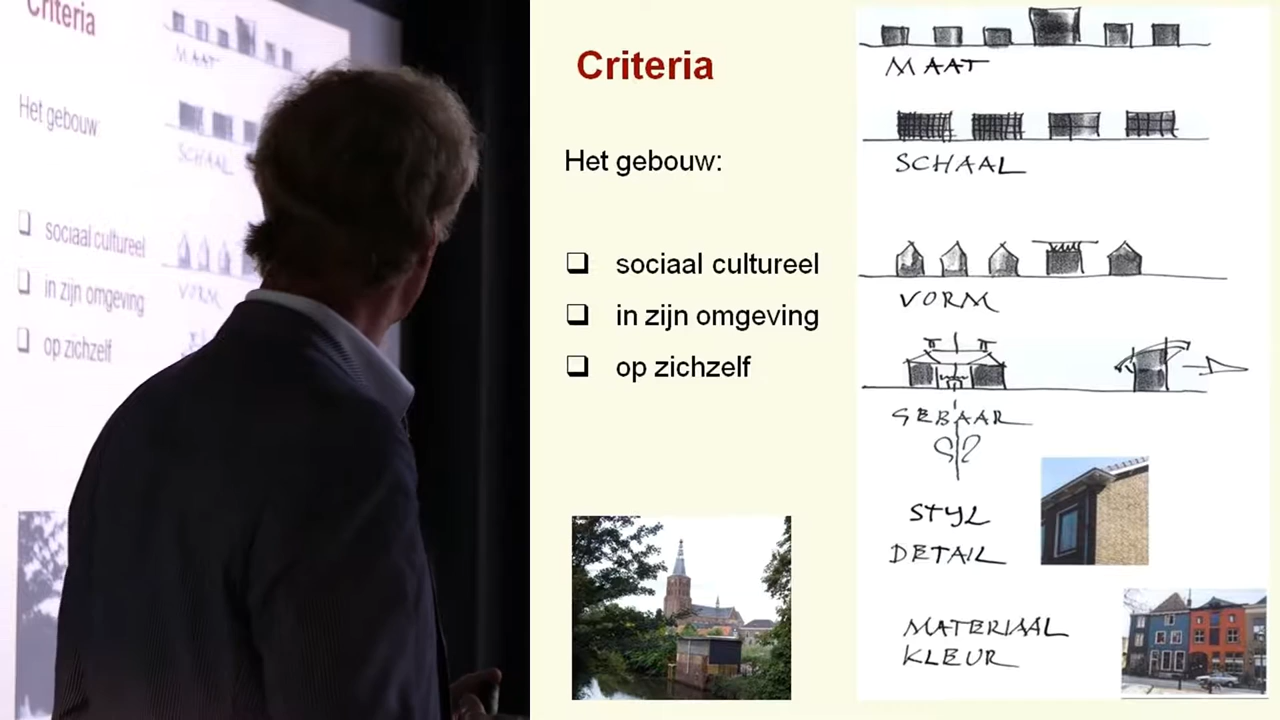 Criteria
MAAT
Het gebouw:
SCHAAL
sociaal cultureel
in zijn omgeving
VORM
op zichzelf
Criteria
Het gebouw:
sociaal cultureel
in zijn omgeving
op zichzelf
MAAT
SCHAAL
VORM
GEBAAR
STYL
DETAIL
MATERIAAL
KLEUR